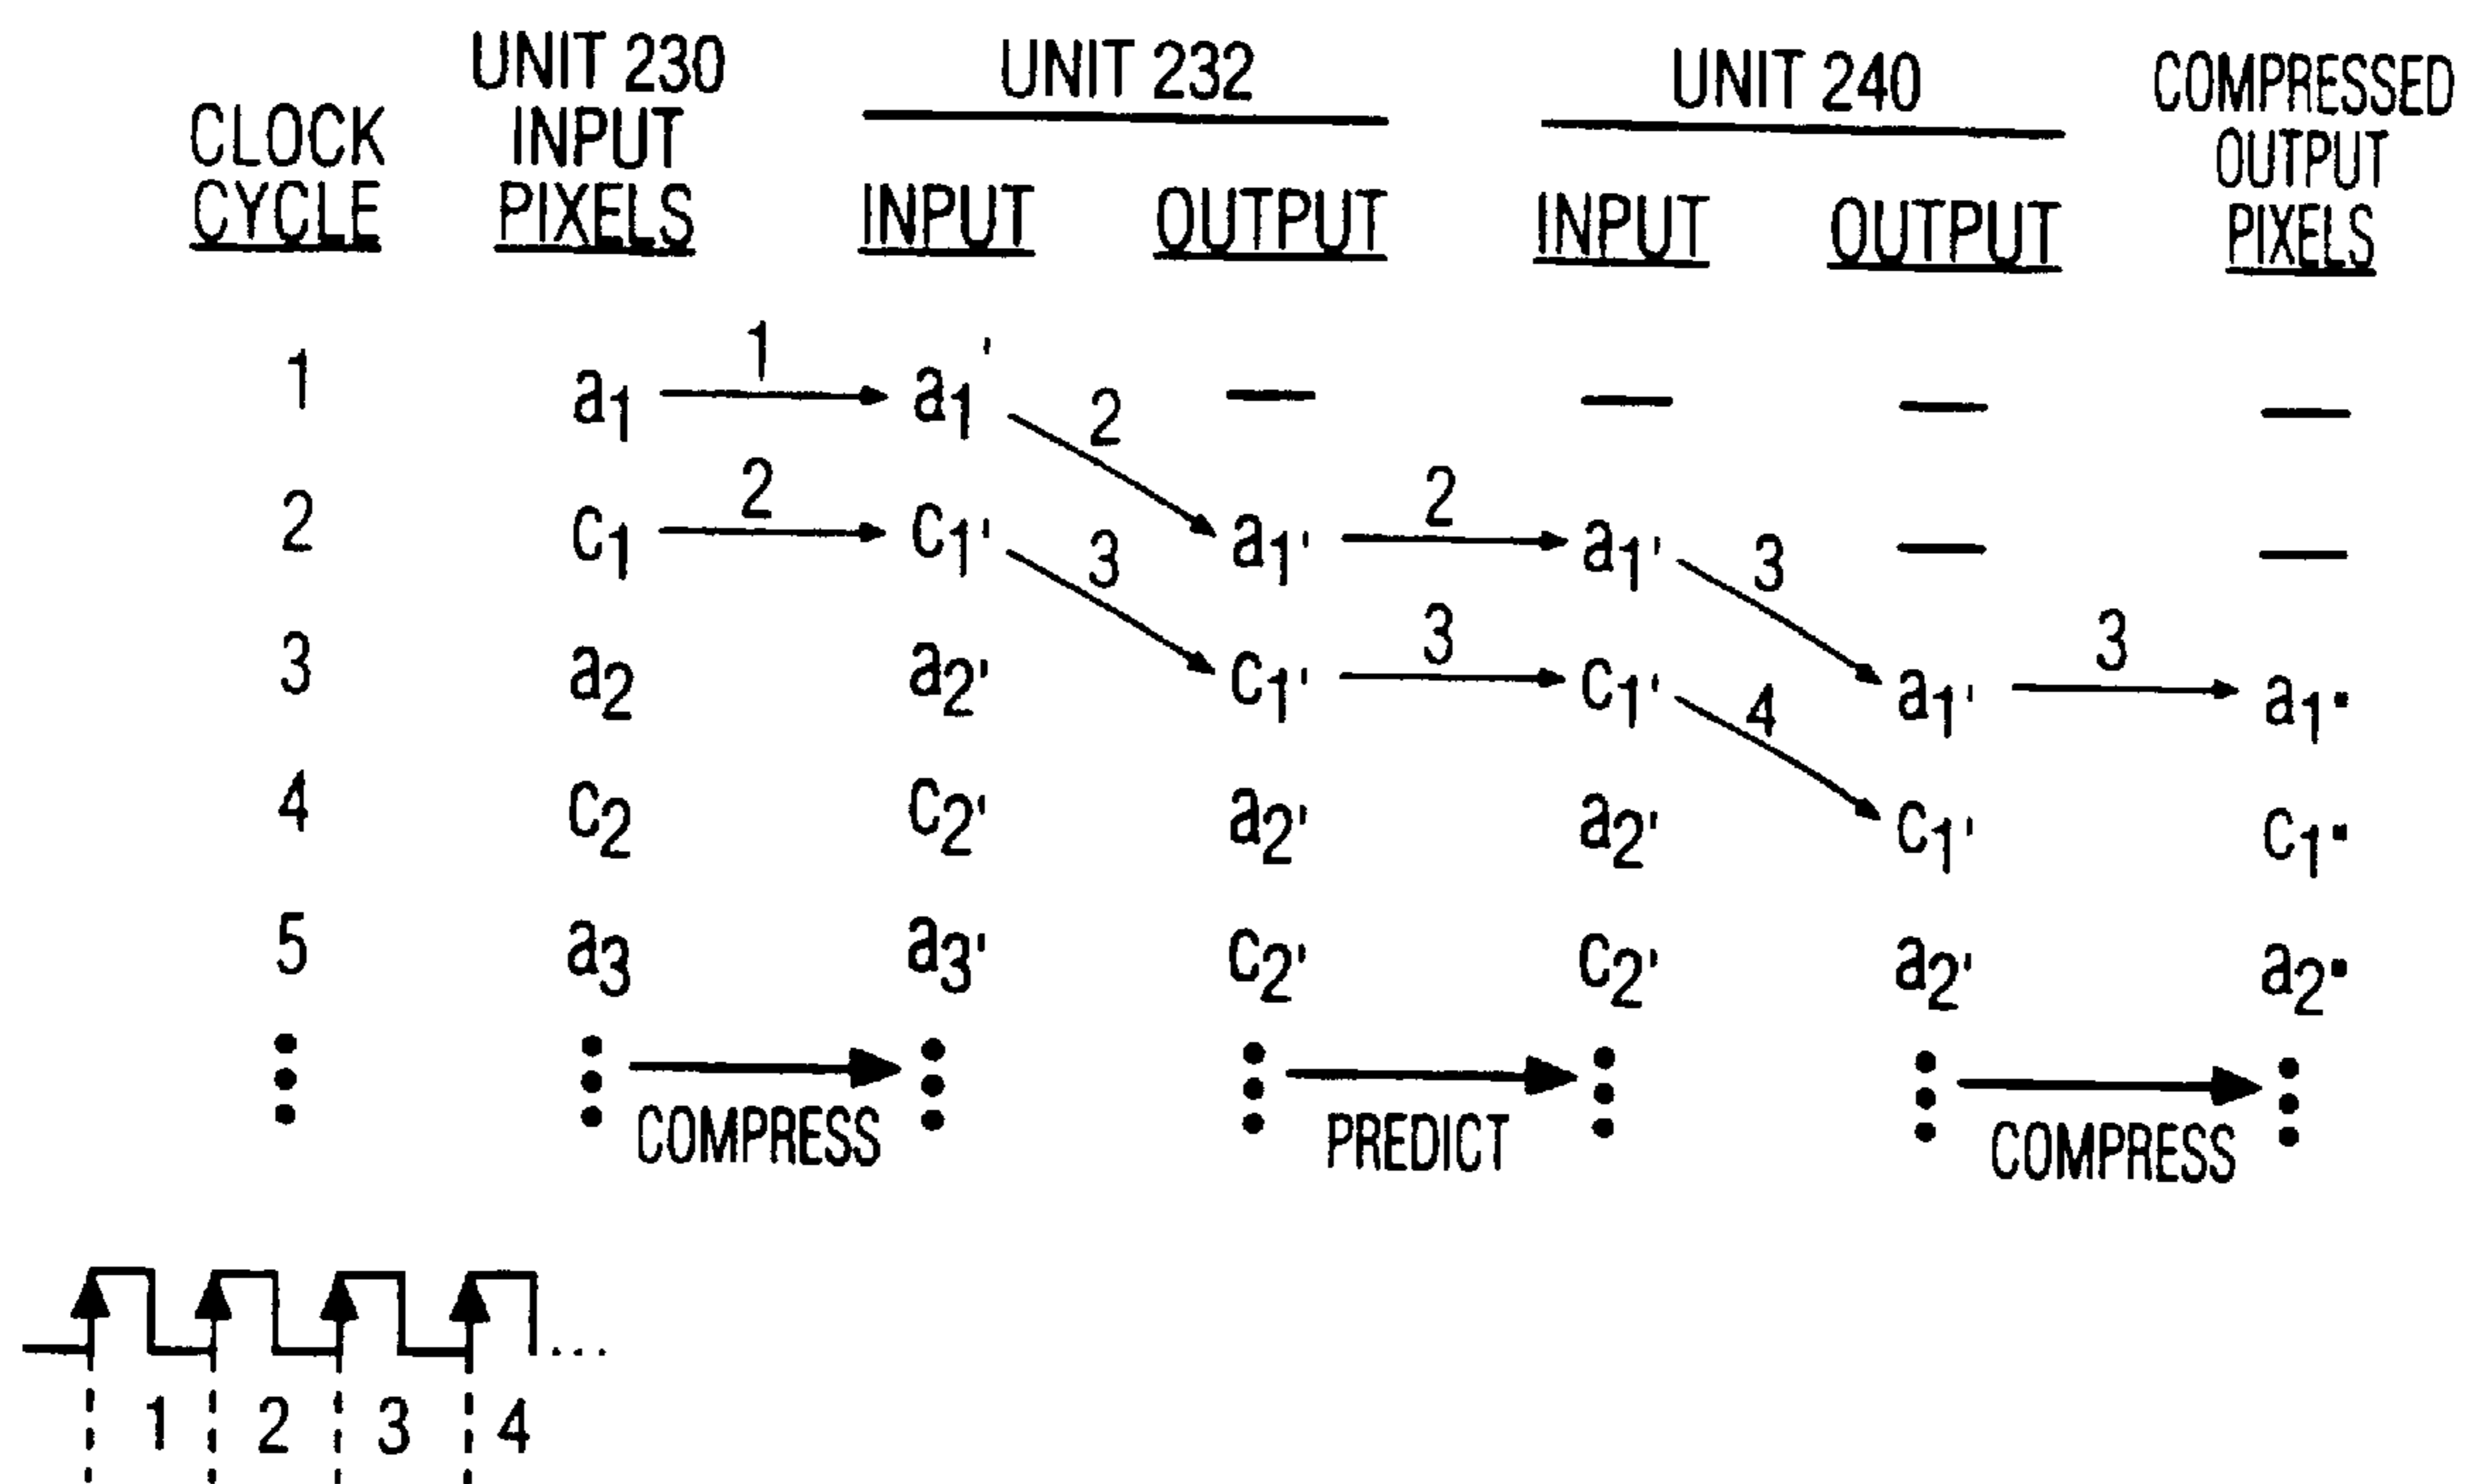 UNIT 230 UNIT 232 UNIT 240 COMPRESSED
CLOCK INPUT OUTPUT
CYCLE PIXELS INPUT OUTPUT INPUT OUTPUT PIXELS
1 a1 1 a1' 2 — — — —
2 c1 2 c1' 3 a1' 2 a1' 3 — —
3 a2 a2' c1' 3 c1' 4 a1' 3 a1"
4 c2 c2' a2' a2' c1' c1"
5 a3 a3' c2' c2' a2' a2"
COMPRESS PREDICT COMPRESS
...
1 2 3 4